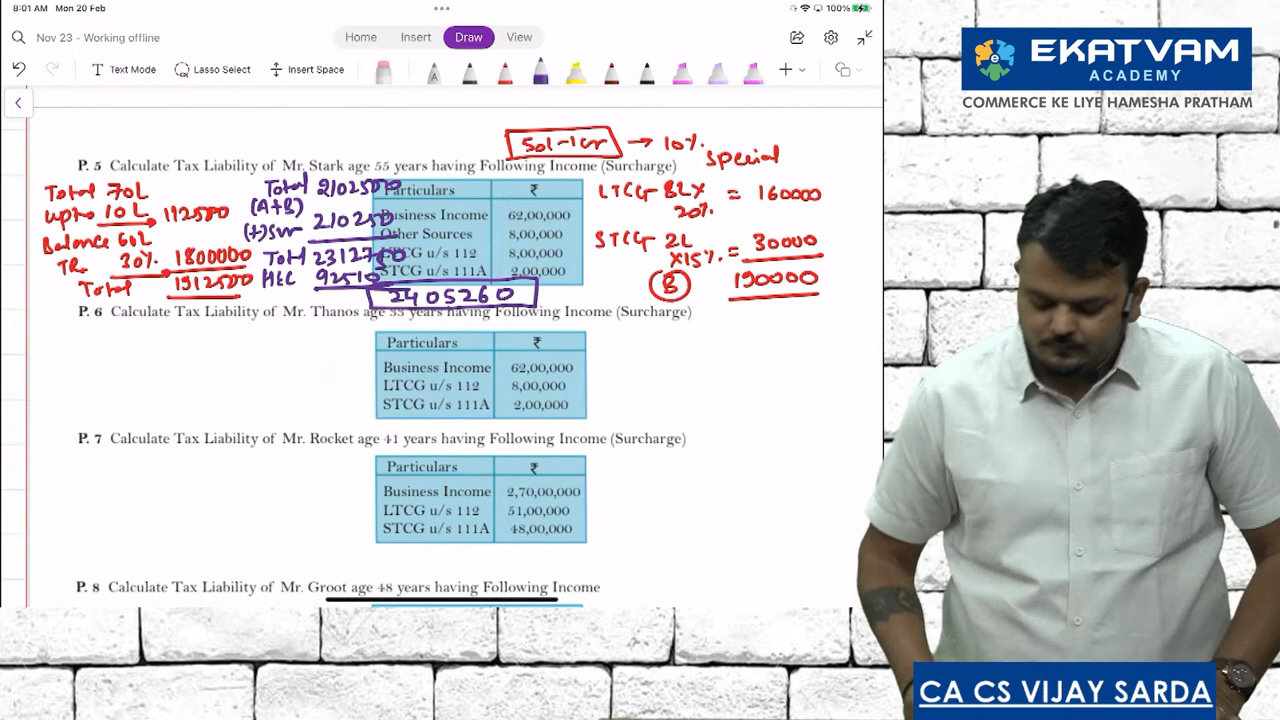 8:01 AM Mon 20 Feb
100%
Nov 23 - Working offline
Home Insert Draw View
Text Mode Lasso Select Insert Space
EKATVAM
ACADEMY
COMMERCE KE LIYE HAMESHA PRATHAM
50L-1cr → 10%
Special
P. 5 Calculate Tax Liability of Mr. Stark age 55 years having Following Income (Surcharge)
Total 70L
upto 10L 112500
Balance 60L
TR 30% 1800000
Total 1912500
Total 2102500
(A+B)
(+) Sur 210250
Total 2312750
H&C 92510
2405260
Particulars ₹
Business Income 62,00,000
Other Sources 8,00,000
LTCG u/s 112 8,00,000
STCG u/s 111A 2,00,000
LTCG 8L x 20% = 160000
STCG 2L x15% = 30000
B 190000
P. 6 Calculate Tax Liability of Mr. Thanos age 33 years having Following Income (Surcharge)
Particulars ₹
Business Income 62,00,000
LTCG u/s 112 8,00,000
STCG u/s 111A 2,00,000
P. 7 Calculate Tax Liability of Mr. Rocket age 41 years having Following Income (Surcharge)
Particulars ₹
Business Income 2,70,00,000
LTCG u/s 112 51,00,000
STCG u/s 111A 48,00,000
P. 8 Calculate Tax Liability of Mr. Groot age 48 years having Following Income
CA CS VIJAY SARDA